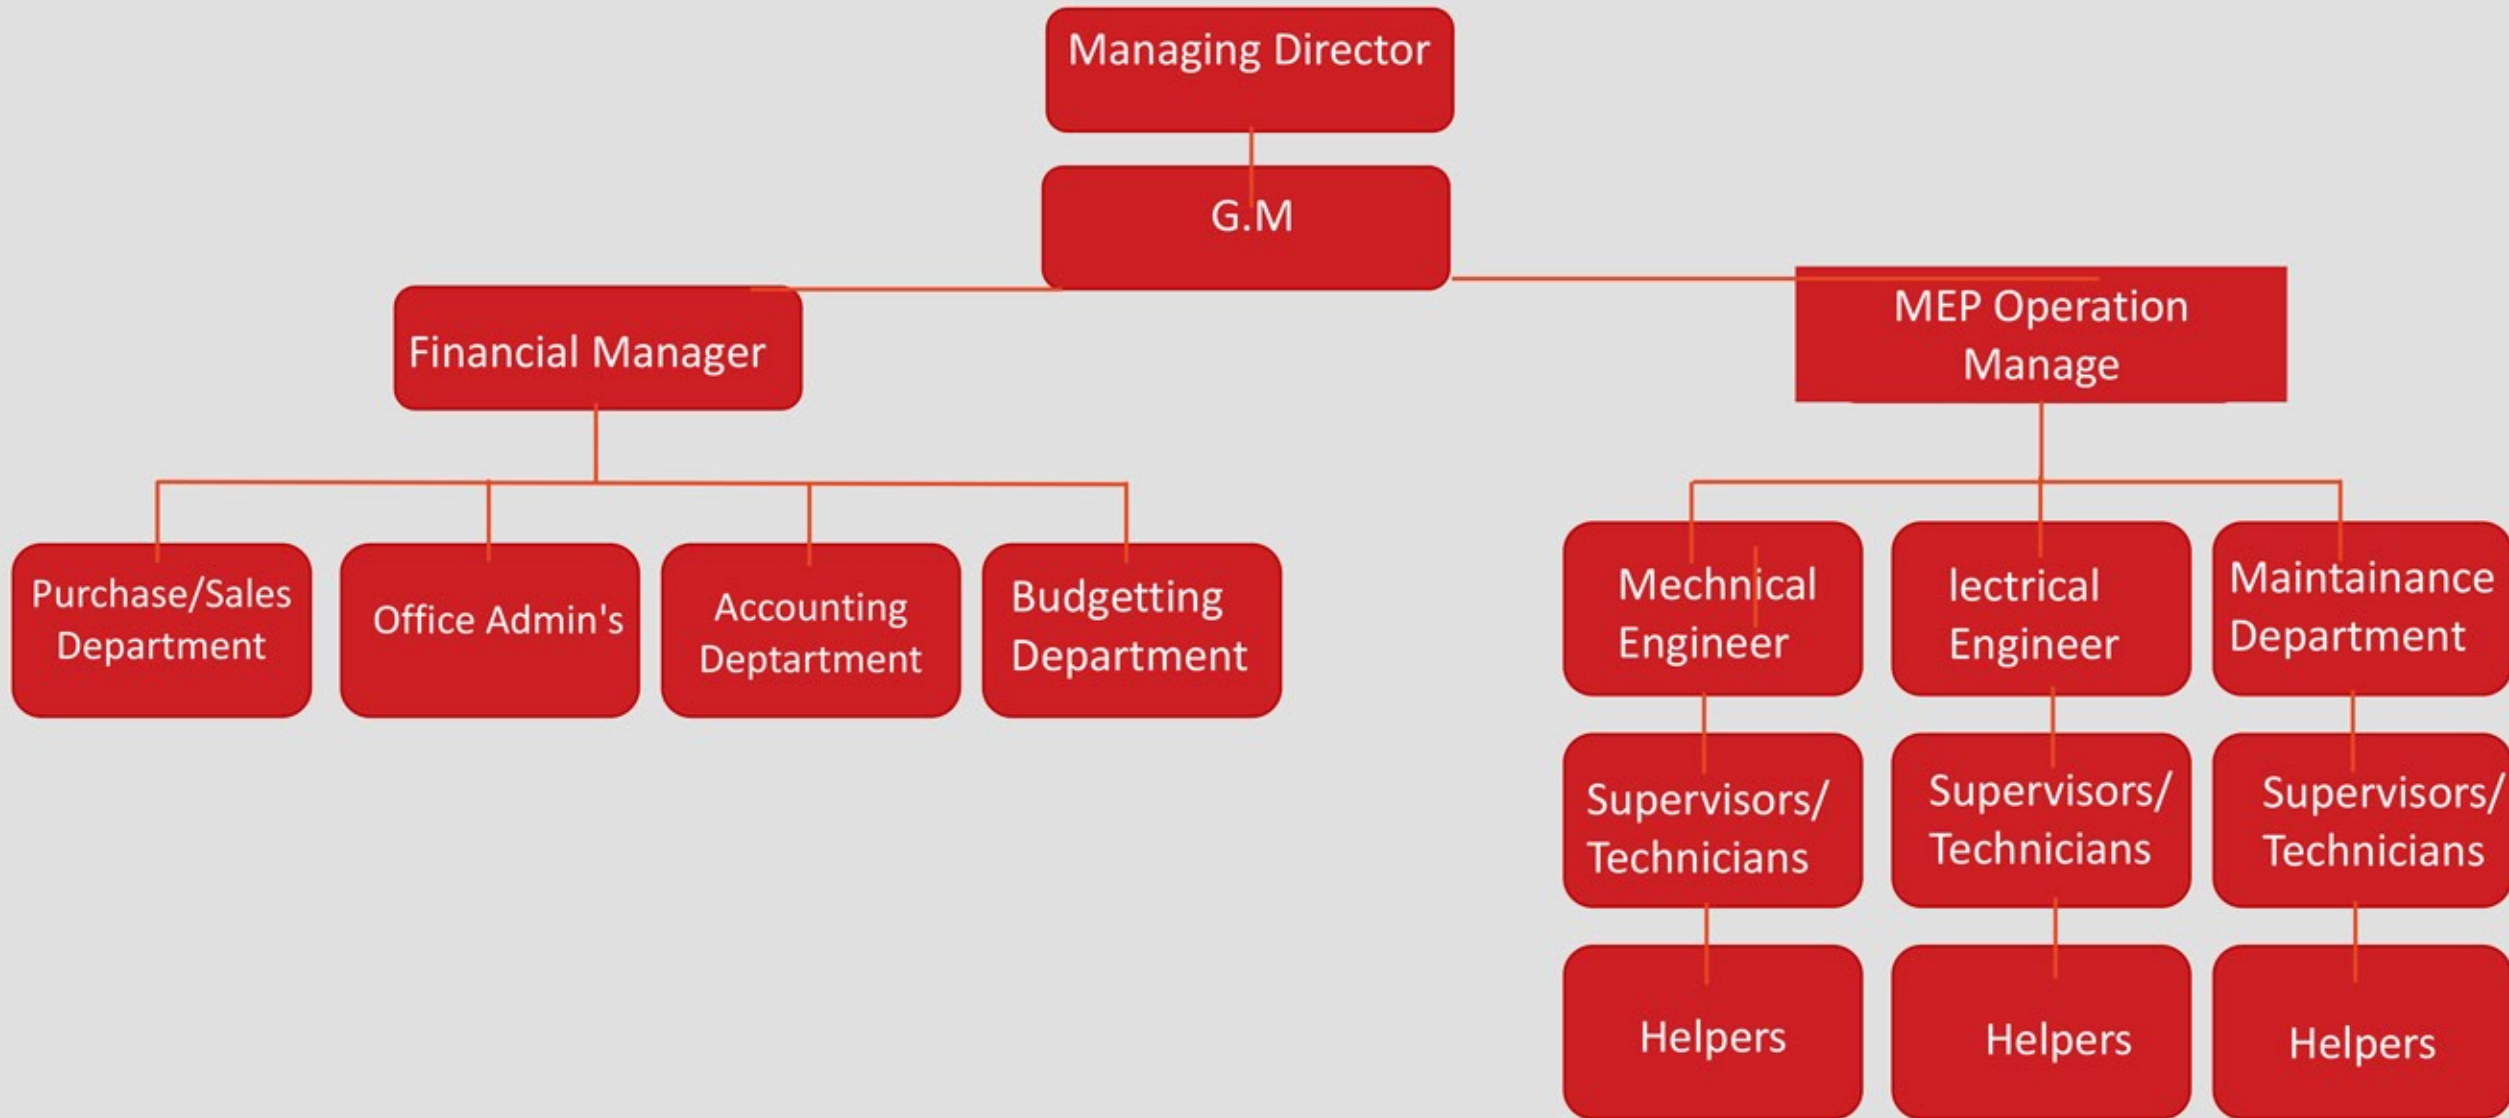 Managing Director
G.M
Financial Manager
MEP Operation
Manage
Purchase/Sales
Department
Office Admin's
Accounting
Deptartment
Budgetting
Department
Mechnical
Engineer
lectrical
Engineer
Maintainance
Department
Supervisors/
Technicians
Supervisors/
Technicians
Supervisors/
Technicians
Helpers
Helpers
Helpers